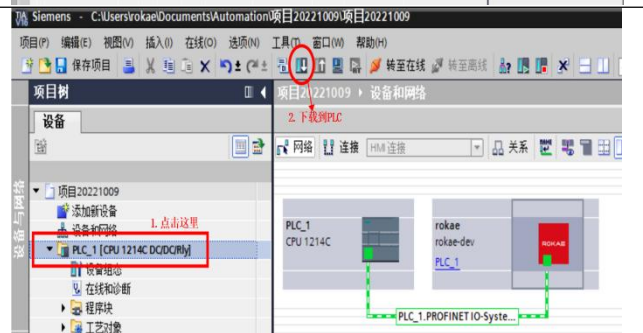 Siemens - C:\Users\rokae\Documents\Automation\项目20221009\项目20221009
项目(P) 编辑(E) 视图(V) 插入(I) 在线(O) 选项(N) 工具(T) 窗口(W) 帮助(H)
保存项目 转至在线 转至离线
项目树
项目20221009 ▸ 设备和网络
2. 下载到PLC
设备
网络 连接 HMI 连接 关系
设备与网络
项目20221009
添加新设备
1. 点击这里
设备和网络
PLC_1 [CPU 1214C DC/DC/Rly]
设备组态
在线和诊断
程序块
工艺对象
PLC_1
CPU 1214C
rokae
rokae-dev
PLC_1
ROKAE
PLC_1.PROFINET IO-Syste...